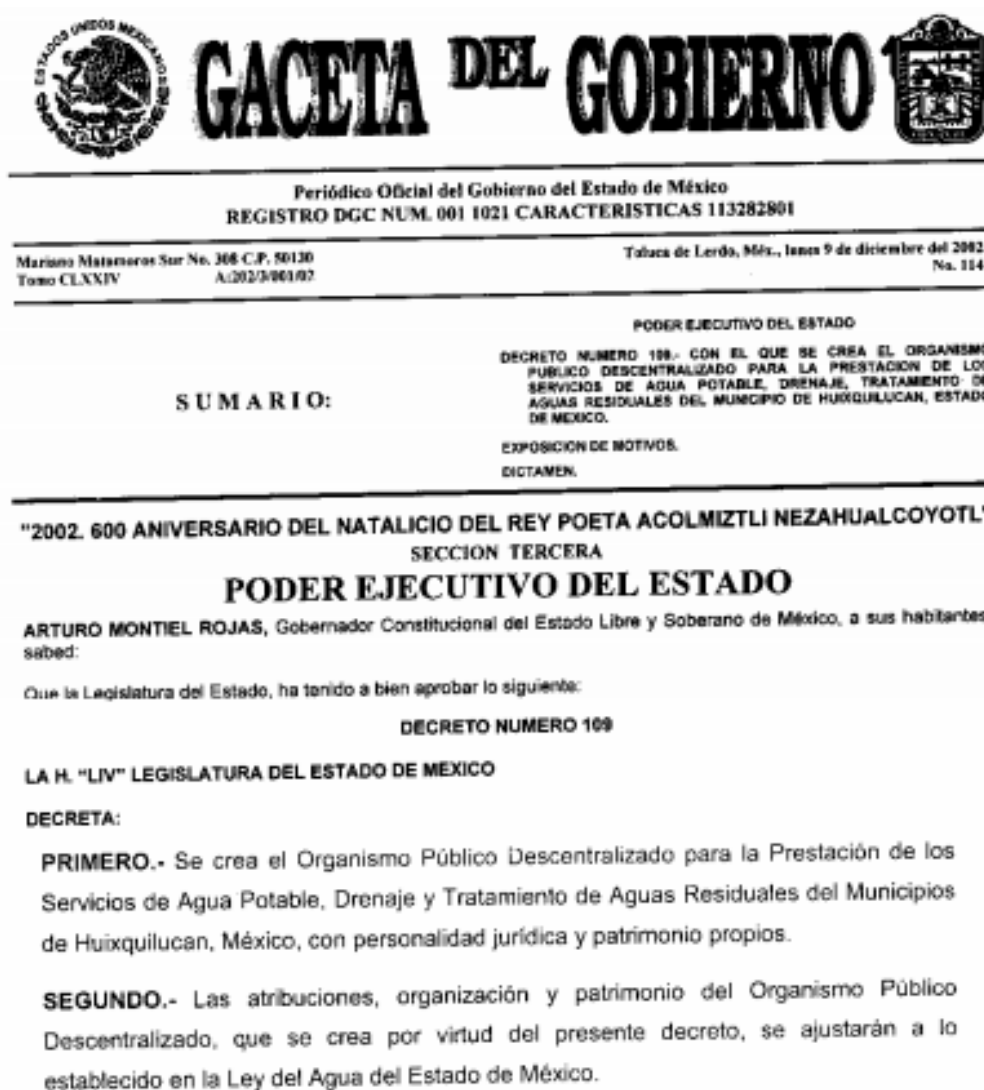 ESTADOS UNIDOS MEXICANOS
GACETA DEL GOBIERNO
Periódico Oficial del Gobierno del Estado de México
REGISTRO DGC NUM. 001 1021 CARACTERISTICAS 113282801
Mariano Matamoros Sur No. 308 C.P. 50130
Tomo CLXXIV A:202/3/001/02
Toluca de Lerdo, Méx., lunes 9 de diciembre del 2002
No. 114
SUMARIO:
PODER EJECUTIVO DEL ESTADO
DECRETO NUMERO 109.- CON EL QUE SE CREA EL ORGANISMO
PUBLICO DESCENTRALIZADO PARA LA PRESTACION DE LOS
SERVICIOS DE AGUA POTABLE, DRENAJE, TRATAMIENTO DE
AGUAS RESIDUALES DEL MUNICIPIO DE HUIXQUILUCAN, ESTADO
DE MEXICO.
EXPOSICION DE MOTIVOS.
DICTAMEN.
"2002. 600 ANIVERSARIO DEL NATALICIO DEL REY POETA ACOLMIZTLI NEZAHUALCOYOTL"
SECCION TERCERA
PODER EJECUTIVO DEL ESTADO
ARTURO MONTIEL ROJAS, Gobernador Constitucional del Estado Libre y Soberano de México, a sus habitantes
sabed:
Que la Legislatura del Estado, ha tenido a bien aprobar lo siguiente:
DECRETO NUMERO 109
LA H. "LIV" LEGISLATURA DEL ESTADO DE MEXICO
DECRETA:
PRIMERO.- Se crea el Organismo Público Descentralizado para la Prestación de los
Servicios de Agua Potable, Drenaje y Tratamiento de Aguas Residuales del Municipios
de Huixquilucan, México, con personalidad jurídica y patrimonio propios.
SEGUNDO.- Las atribuciones, organización y patrimonio del Organismo Público
Descentralizado, que se crea por virtud del presente decreto, se ajustarán a lo
establecido en la Ley del Agua del Estado de México.